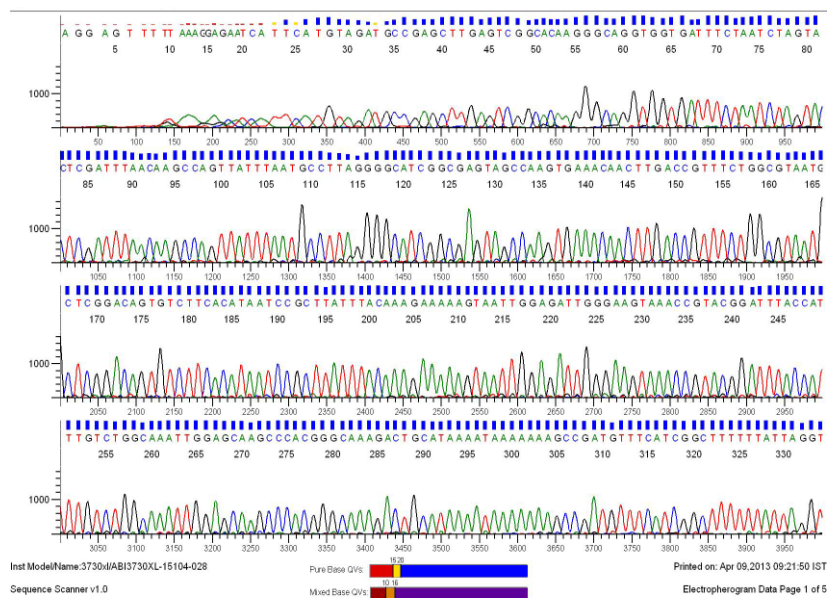 A G G A G T T T T T A A A G G A G A A T C A T T C A T G T A G A T G C C G A G C T T G A G T C G G C A C A A G G G C A G G T G G T G A T T T C T A A T C T A G T A
5 10 15 20 25 30 35 40 45 50 55 60 65 70 75 80
1000
50 100 150 200 250 300 350 400 450 500 550 600 650 700 750 800 850 900 950
C T C G A T T T A A C A A G C C A G T T A T T T A A T G C C T T A G G G G C A T C G G C G A G T A G C C A A G T G A A A C A A C T T G A C C G T T T C T G G C G T A A T G
85 90 95 100 105 110 115 120 125 130 135 140 145 150 155 160 165
1000
1050 1100 1150 1200 1250 1300 1350 1400 1450 1500 1550 1600 1650 1700 1750 1800 1850 1900 1950
C T C G G A C A G T G T C T T C A C A T A A T C C G C T T A T T T A C A A A G A A A A A G T A A T T G G A G A T T G G G A A G T A A A C C G T A C G G A T T T A C C A T
170 175 180 185 190 195 200 205 210 215 220 225 230 235 240 245
1000
2050 2100 2150 2200 2250 2300 2350 2400 2450 2500 2550 2600 2650 2700 2750 2800 2850 2900 2950
T T G T C T G G C A A A T T G G A G C A A G C C C A C G G G C A A A G A C T G C A T A A A A T A A A A A A A G C C G A T G T T T C A T C G G C T T T T T T A T T A G G T
255 260 265 270 275 280 285 290 295 300 305 310 315 320 325 330
1000
3050 3100 3150 3200 3250 3300 3350 3400 3450 3500 3550 3600 3650 3700 3750 3800 3850 3900 3950
Inst Model/Name:3730xl/ABI3730XL-15104-028 Pure Base QVs: 15 20 Printed on: Apr 09,2013 09:21:50 IST
Sequence Scanner v1.0 Mixed Base QVs: 10 16 Electropherogram Data Page 1 of 5